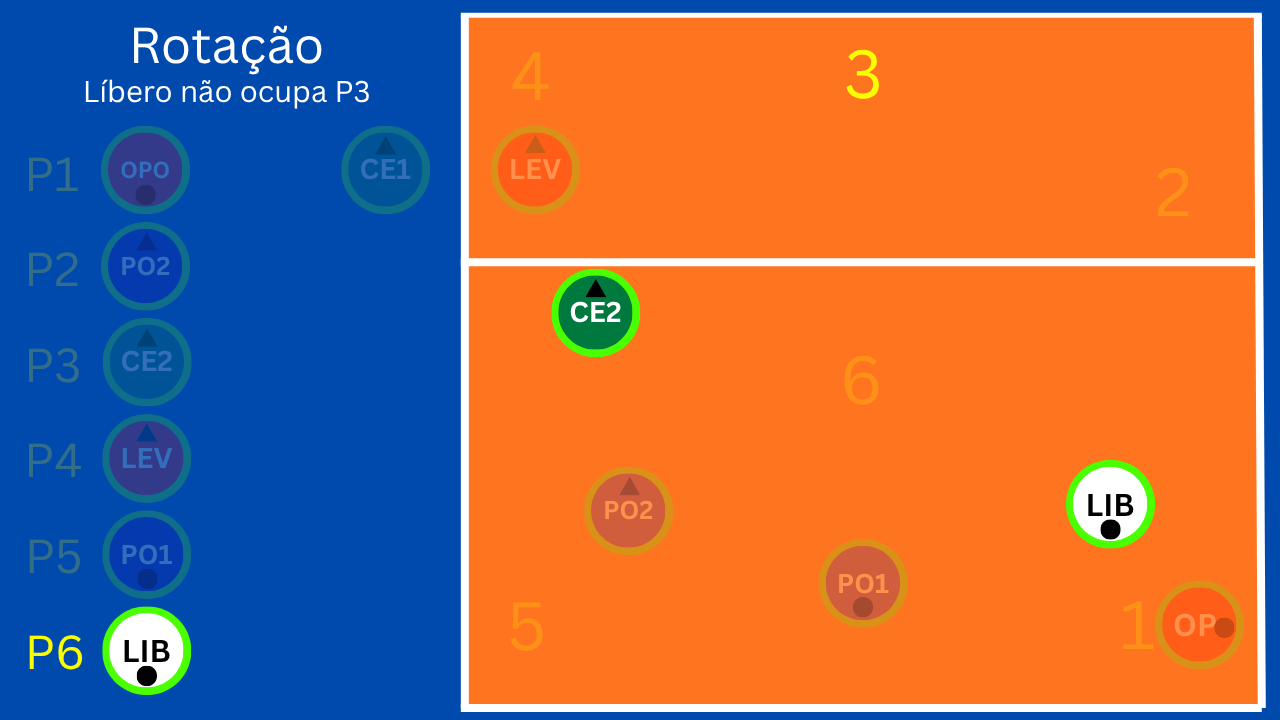 Rotação
Líbero não ocupa P3
P1 OPO CE1
P2 PO2
P3 CE2
P4 LEV
P5 PO1
P6 LIB
4 3
LEV
2
CE2
6
PO2 LIB
PO1
5 1 OP